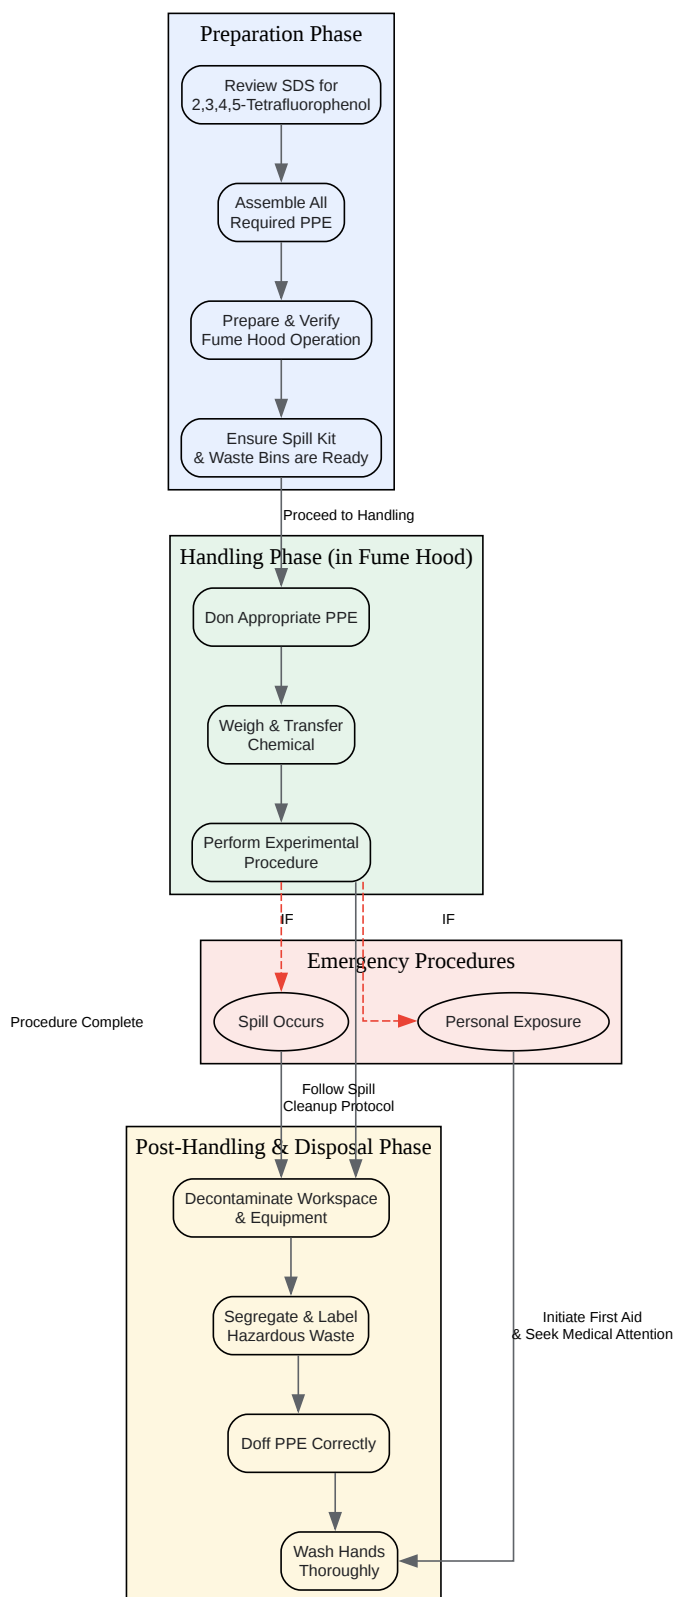 Preparation Phase
Review SDS for
2,3,4,5-Tetrafluorophenol
Assemble All
Required PPE
Prepare & Verify
Fume Hood Operation
Ensure Spill Kit
& Waste Bins are Ready
Proceed to Handling
Handling Phase (in Fume Hood)
Don Appropriate PPE
Weigh & Transfer
Chemical
Perform Experimental
Procedure
IF
IF
Emergency Procedures
Spill Occurs
Personal Exposure
Procedure Complete
Follow Spill
Cleanup Protocol
Post-Handling & Disposal Phase
Decontaminate Workspace
& Equipment
Segregate & Label
Hazardous Waste
Initiate First Aid
& Seek Medical Attention
Doff PPE Correctly
Wash Hands
Thoroughly